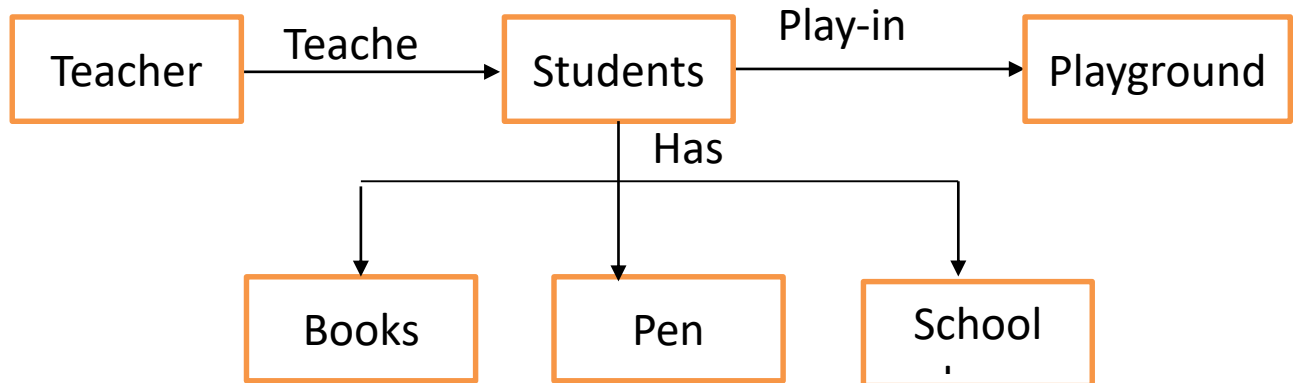 Teacher
Teache
Students
Play-in
Playground
Has
Books
Pen
School